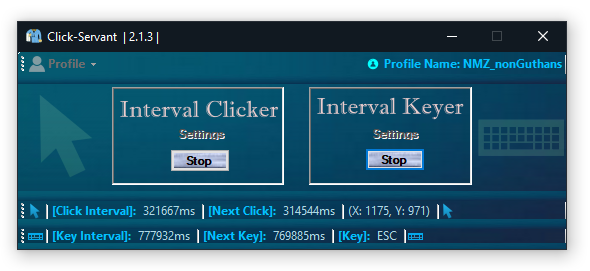 Click-Servant | 2.1.3 |
Profile
Profile Name: NMZ_nonGuthans
Interval Clicker
Settings
Stop
Interval Keyer
Settings
Stop
[Click Interval]: 321667ms [Next Click]: 314544ms (X: 1175, Y: 971)
[Key Interval]: 777932ms [Next Key]: 769885ms [Key]: ESC